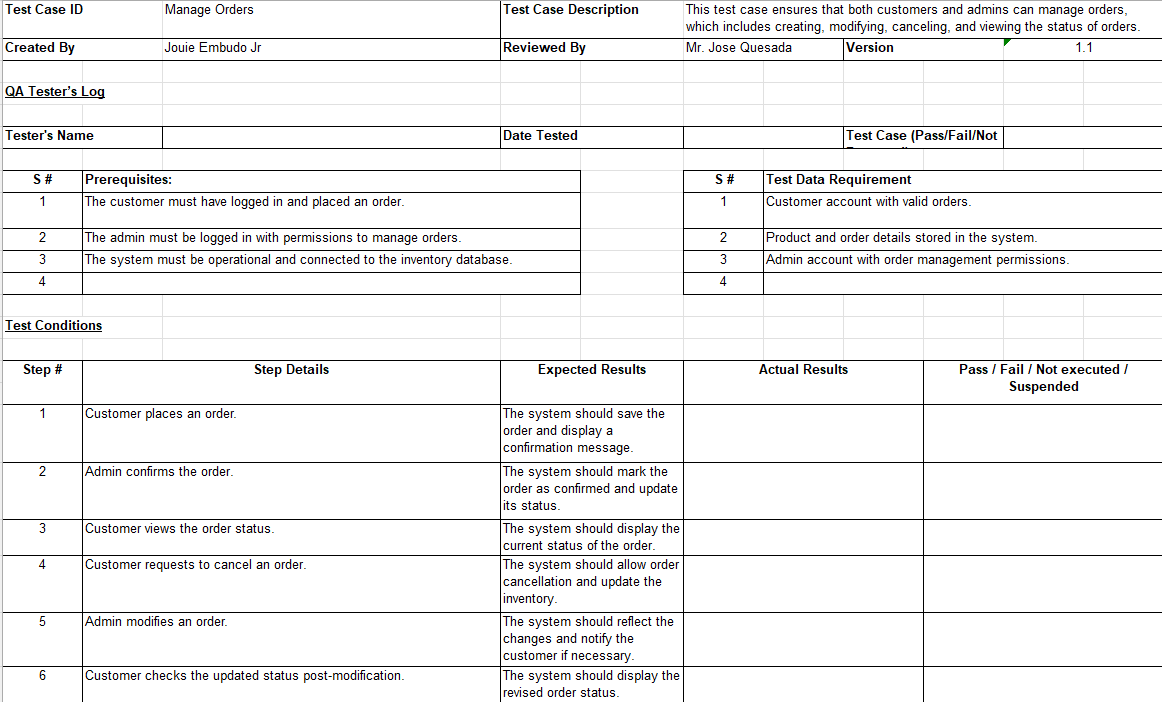 Test Case ID Manage Orders Test Case Description This test case ensures that both customers and admins can manage orders,
which includes creating, modifying, canceling, and viewing the status of orders.
Created By Jouie Embudo Jr Reviewed By Mr. Jose Quesada Version 1.1
QA Tester's Log
Tester's Name Date Tested Test Case (Pass/Fail/Not
S # Prerequisites: S # Test Data Requirement
1 The customer must have logged in and placed an order. 1 Customer account with valid orders.
2 The admin must be logged in with permissions to manage orders. 2 Product and order details stored in the system.
3 The system must be operational and connected to the inventory database. 3 Admin account with order management permissions.
4 4
Test Conditions
Step # Step Details Expected Results Actual Results Pass / Fail / Not executed /
Suspended
1 Customer places an order. The system should save the
order and display a
confirmation message.
2 Admin confirms the order. The system should mark the
order as confirmed and update
its status.
3 Customer views the order status. The system should display the
current status of the order.
4 Customer requests to cancel an order. The system should allow order
cancellation and update the
inventory.
5 Admin modifies an order. The system should reflect the
changes and notify the
customer if necessary.
6 Customer checks the updated status post-modification. The system should display the
revised order status.